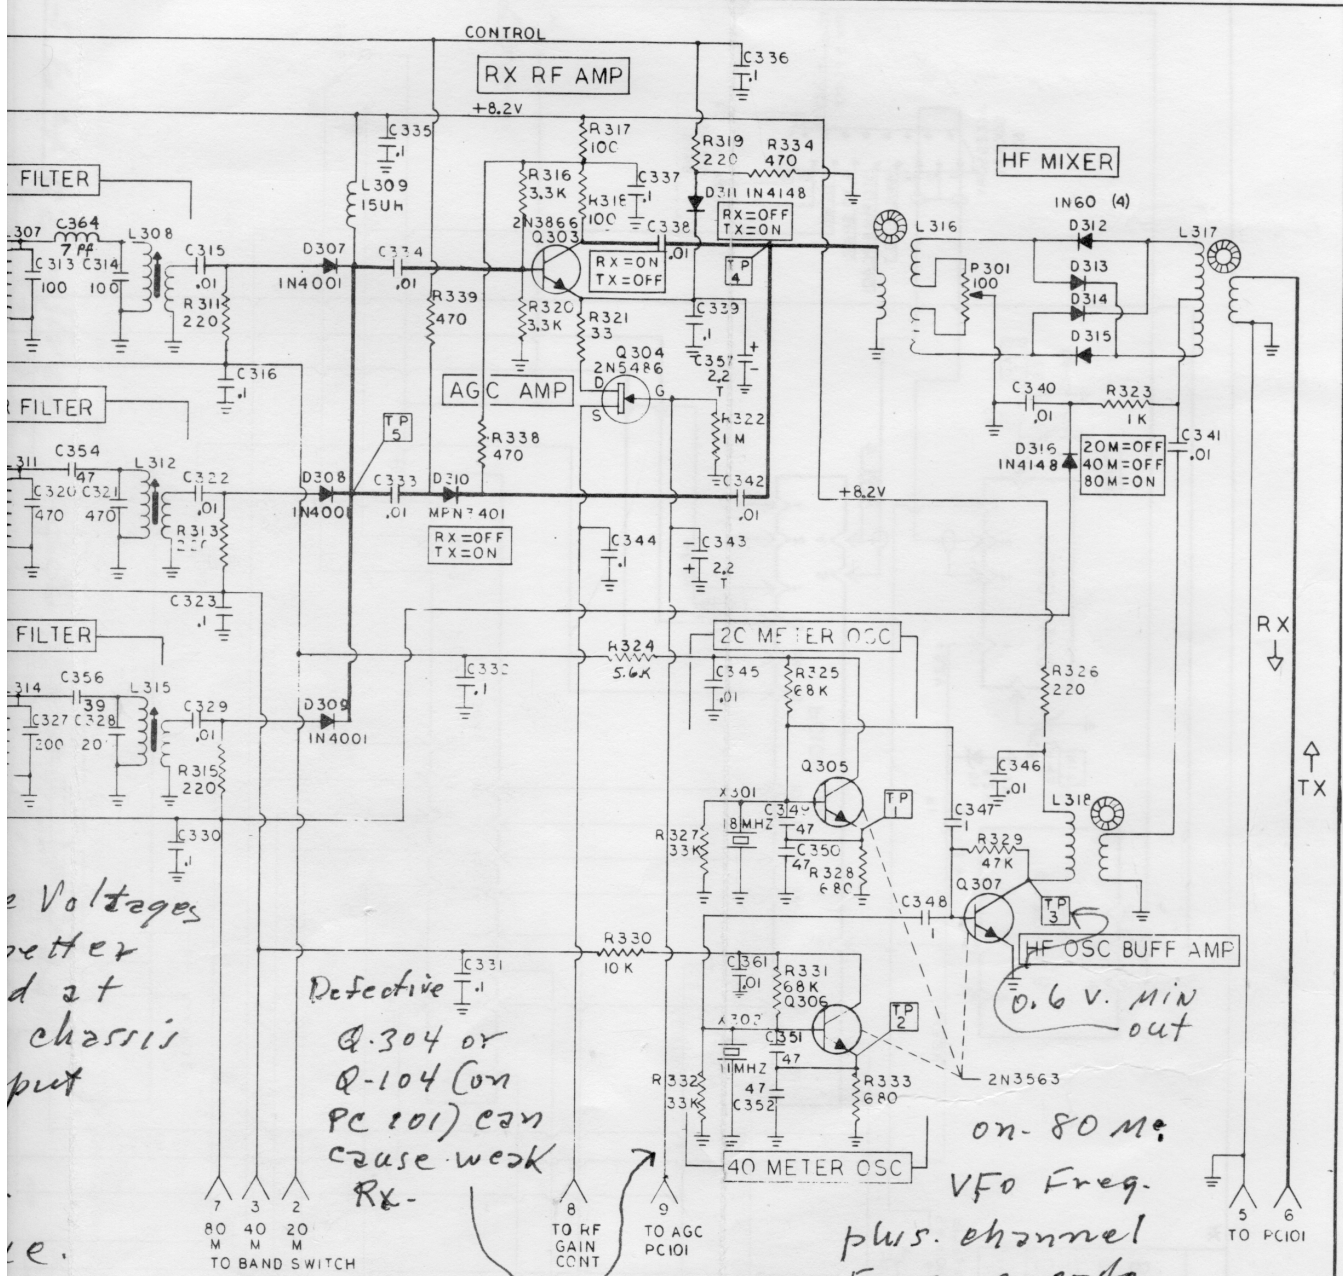 CONTROL
RX RF AMP
C336
.1
+8.2V
C335
.1
R317
100
R319
220
R334
470
HF MIXER
FILTER
L309
15UH
R316
3.3K
R318
100
C337
.1
D311 1N4148
RX=OFF
TX=ON
1N60 (4)
L307
C364
7 pf
L308
C315
.01
D307
1N4001
C334
.01
2N3866
Q303
C338
.01
RX=ON
TX=OFF
TP
4
L316
D312
L317
C313
100
C314
100
P301
100
D313
D314
D315
R311
220
R339
470
R320
3.3K
R321
33
C339
.1
Q304
2N5486
C357
2.2
T
+
-
C316
.1
AGC AMP
D
G
S
R322
1M
C340
.01
R323
1K
FILTER
TP
5
R338
470
D316
1N4148
20M=OFF
40M=OFF
80M=ON
C341
.01
L311
C354
47
L312
C322
.01
D308
1N4001
C333
.01
D310
C342
.01
+8.2V
C320
470
C321
470
R313
RX=OFF
TX=ON
C344
.1
-
+
C343
2.2
T
C323
.1
FILTER
METER OSC
RX
R324
5.6K
L314
C356
39
L315
C329
.01
D309
1N4001
C332
.1
C345
.01
R325
68K
R326
220
C327
200
C328
R315
220
Q305
TP
1
C346
.01
L318
TX
X301
18MHZ
C349
47
C347
.1
C330
.1
R327
33K
C350
47
R328
680
R329
47K
Voltages
C348
.1
Q307
TP
3
HF OSC BUFF AMP
R330
10K
d at
chassis
put
Defective
Q-304 or
Q-104 (on
PC 101) can
cause weak
Rx-
C331
.1
C361
.01
R331
68K
Q306
TP
2
0.6 V. MIN
out
X302
11MHZ
C351
47
2N3563
R332
33K
47
C352
R333
680
40 METER OSC
on- 80 Me
VFO Freq.
plus. channel
7
80
M
3
40
M
2
20
M
TO BAND SWITCH
8
TO RF
GAIN
CONT
9
TO AGC
PC101
5
6
TO PC101